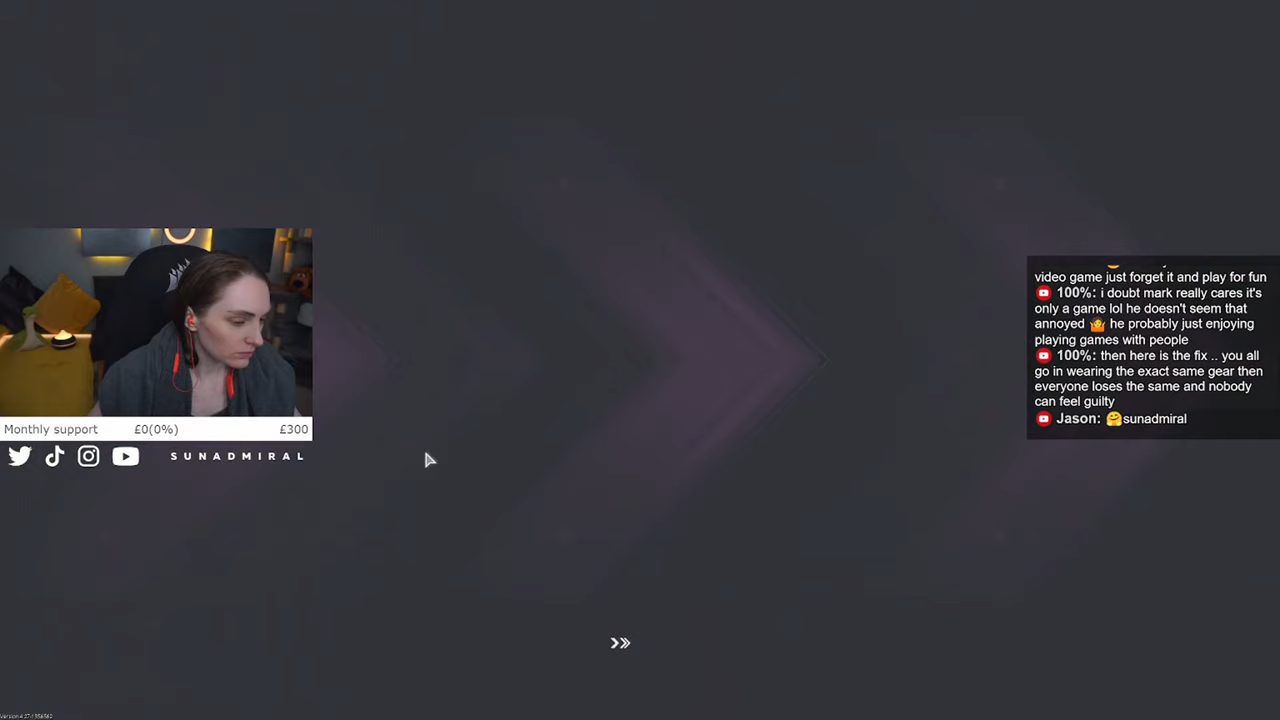 Monthly support £0(0%) £300
SUNADMIRAL
video game just forget it and play for fun
100%: i doubt mark really cares it's
only a game lol he doesn't seem that
annoyed 🤷 he probably just enjoying
playing games with people
100%: then here is the fix .. you all
go in wearing the exact same gear then
everyone loses the same and nobody
can feel guilty
Jason: 🤗sunadmiral